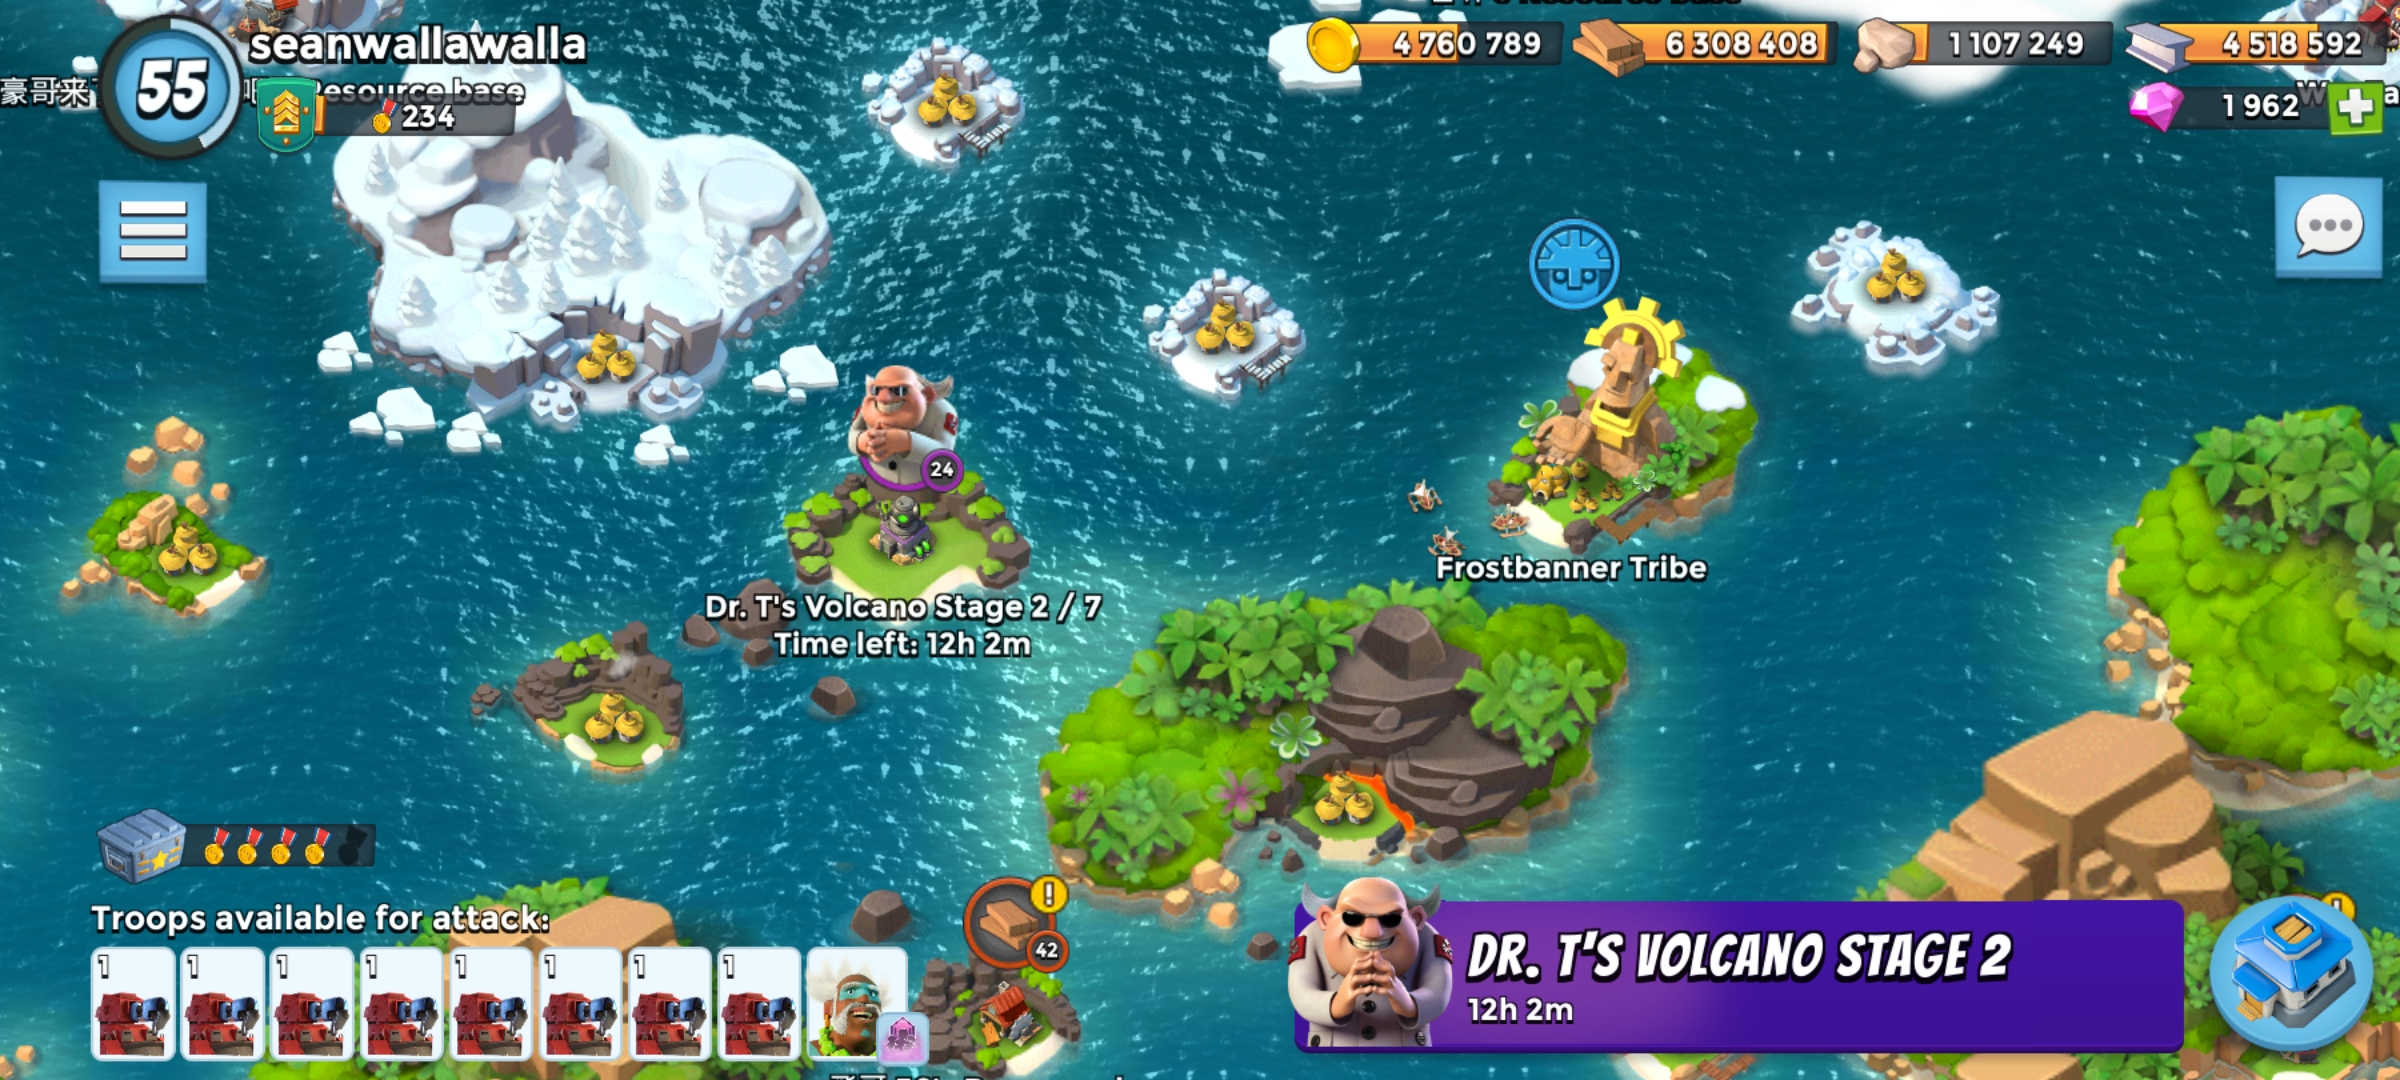 seanwallawalla
55
豪哥来
Resource base
234
4 760 789
6 308 408
1 107 249
4 518 592
1 962
24
Dr. T's Volcano Stage 2 / 7
Time left: 12h 2m
Frostbanner Tribe
!
42
Troops available for attack:
1 1 1 1 1 1 1 1
DR. T'S VOLCANO STAGE 2
12h 2m